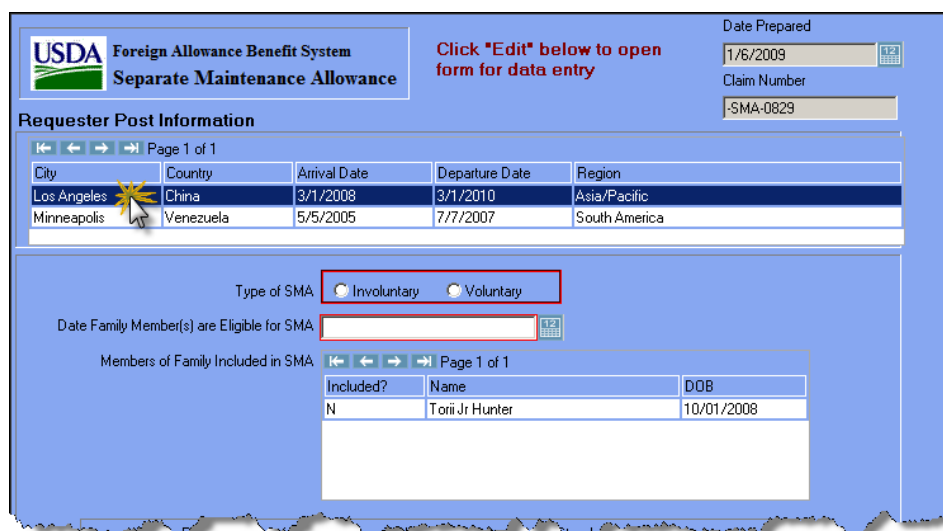 Date Prepared
USDA Foreign Allowance Benefit System
Separate Maintenance Allowance
Click "Edit" below to open
form for data entry
1/6/2009 12
Claim Number
-SMA-0829
Requester Post Information
Page 1 of 1
City Country Arrival Date Departure Date Region
Los Angeles China 3/1/2008 3/1/2010 Asia/Pacific
Minneapolis Venezuela 5/5/2005 7/7/2007 South America
Type of SMA Involuntary Voluntary
Date Family Member(s) are Eligible for SMA 12
Members of Family Included in SMA Page 1 of 1
Included? Name DOB
N Torii Jr Hunter 10/01/2008